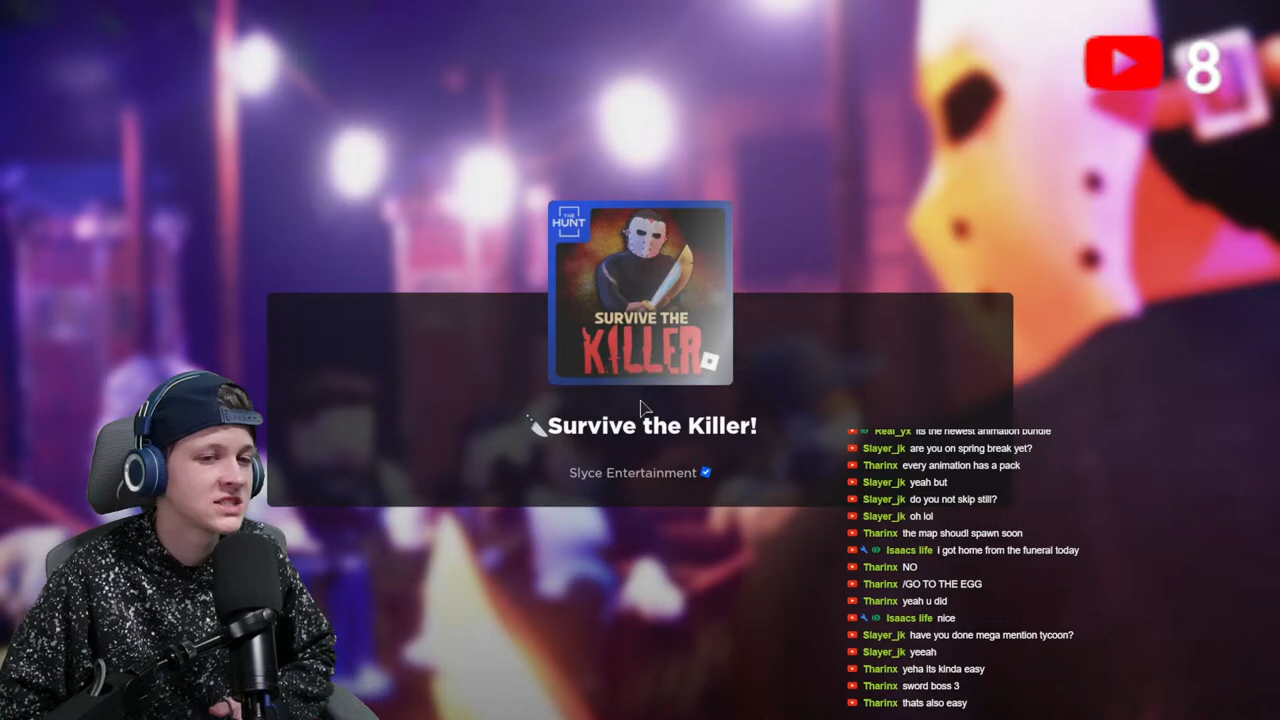 8
THE
HUNT
SURVIVE THE
KILLER
Survive the Killer!
Slyce Entertainment
Real_yx its the newest animation bundle
Slayer_jk are you on spring break yet?
Tharinx every animation has a pack
Slayer_jk yeah but
Slayer_jk do you not skip still?
Slayer_jk oh lol
Tharinx the map shoudl spawn soon
Isaacs life i got home from the funeral today
Tharinx NO
Tharinx /GO TO THE EGG
Tharinx yeah u did
Isaacs life nice
Slayer_jk have you done mega mention tycoon?
Slayer_jk yeeah
Tharinx yeha its kinda easy
Tharinx sword boss 3
Tharinx thats also easy